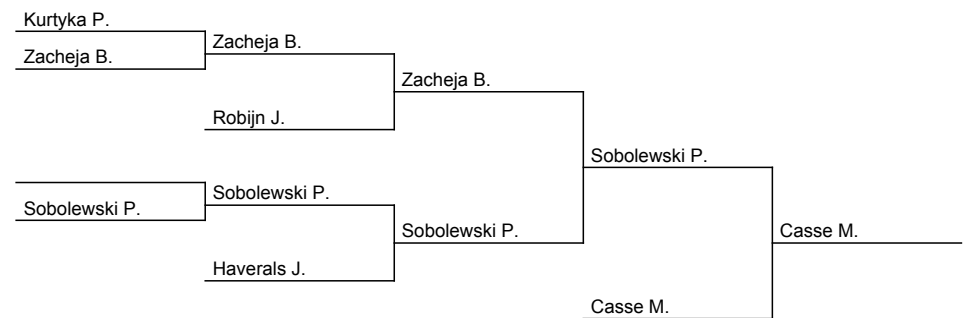 Kurtyka P.
Zacheja B.
Zacheja B.
Zacheja B.
Robijn J.
Sobolewski P.
Sobolewski P.
Sobolewski P.
Sobolewski P.
Casse M.
Haverals J.
Casse M.